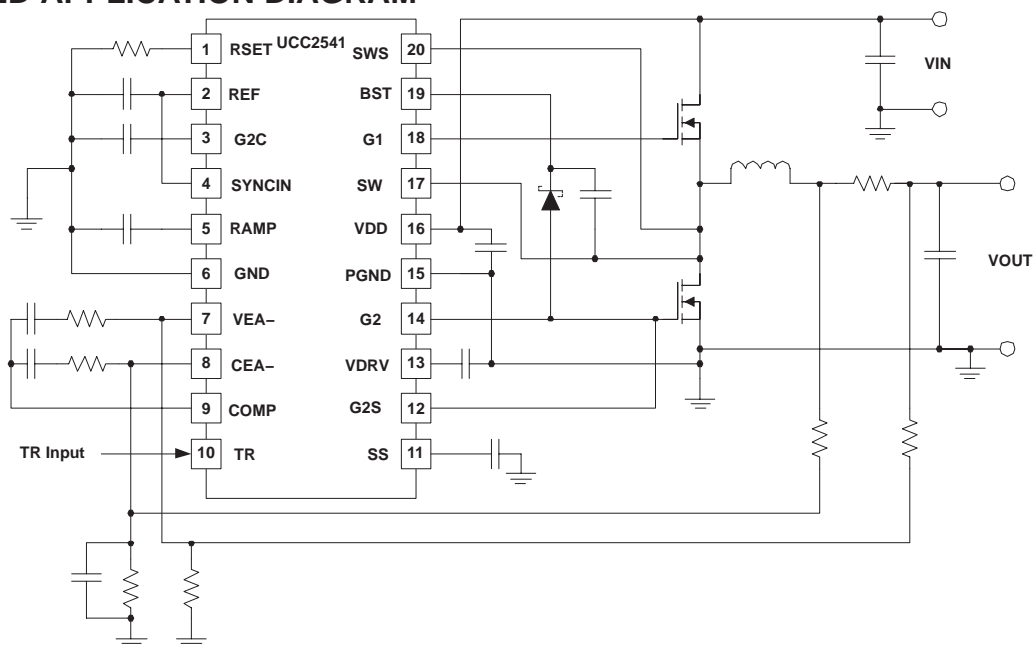 UCC2541
1 RSET SWS 20
2 REF BST 19
3 G2C G1 18
4 SYNCIN SW 17
5 RAMP VDD 16
6 GND PGND 15
7 VEA− G2 14
8 CEA− VDRV 13
9 COMP G2S 12
10 TR SS 11
TR Input
VIN
VOUT